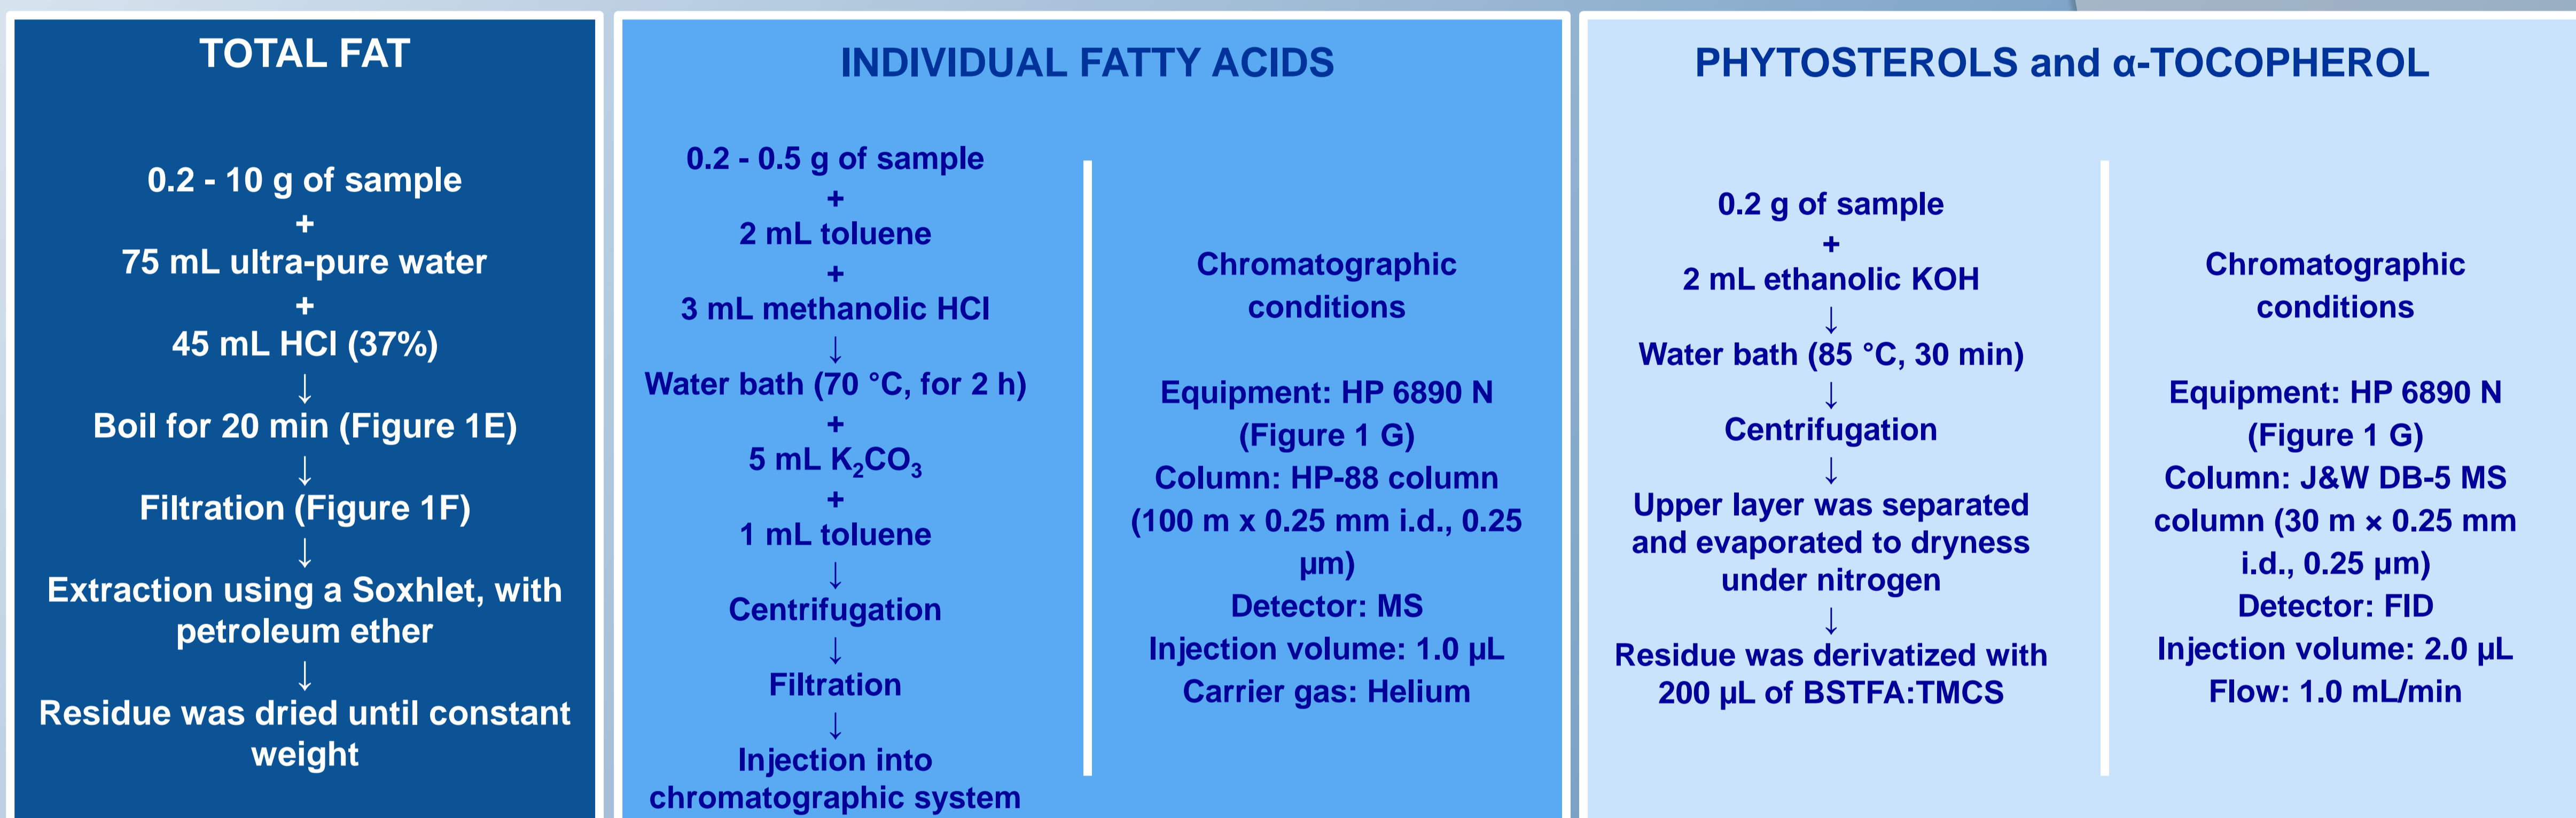 TOTAL FAT
0.2 - 10 g of sample
+
75 mL ultra-pure water
+
45 mL HCl (37%)
↓
Boil for 20 min (Figure 1E)
↓
Filtration (Figure 1F)
↓
Extraction using a Soxhlet, with
petroleum ether
↓
Residue was dried until constant
weight
INDIVIDUAL FATTY ACIDS
0.2 - 0.5 g of sample
+
2 mL toluene
+
3 mL methanolic HCl
↓
Water bath (70 °C, for 2 h)
+
5 mL K₂CO₃
+
1 mL toluene
↓
Centrifugation
↓
Filtration
↓
Injection into
chromatographic system
Chromatographic
conditions
Equipment: HP 6890 N
(Figure 1 G)
Column: HP-88 column
(100 m x 0.25 mm i.d., 0.25
µm)
Detector: MS
Injection volume: 1.0 µL
Carrier gas: Helium
PHYTOSTEROLS and α-TOCOPHEROL
0.2 g of sample
+
2 mL ethanolic KOH
↓
Water bath (85 °C, 30 min)
↓
Centrifugation
↓
Upper layer was separated
and evaporated to dryness
under nitrogen
↓
Residue was derivatized with
200 µL of BSTFA:TMCS
Chromatographic
conditions
Equipment: HP 6890 N
(Figure 1 G)
Column: J&W DB-5 MS
column (30 m × 0.25 mm
i.d., 0.25 µm)
Detector: FID
Injection volume: 2.0 µL
Flow: 1.0 mL/min